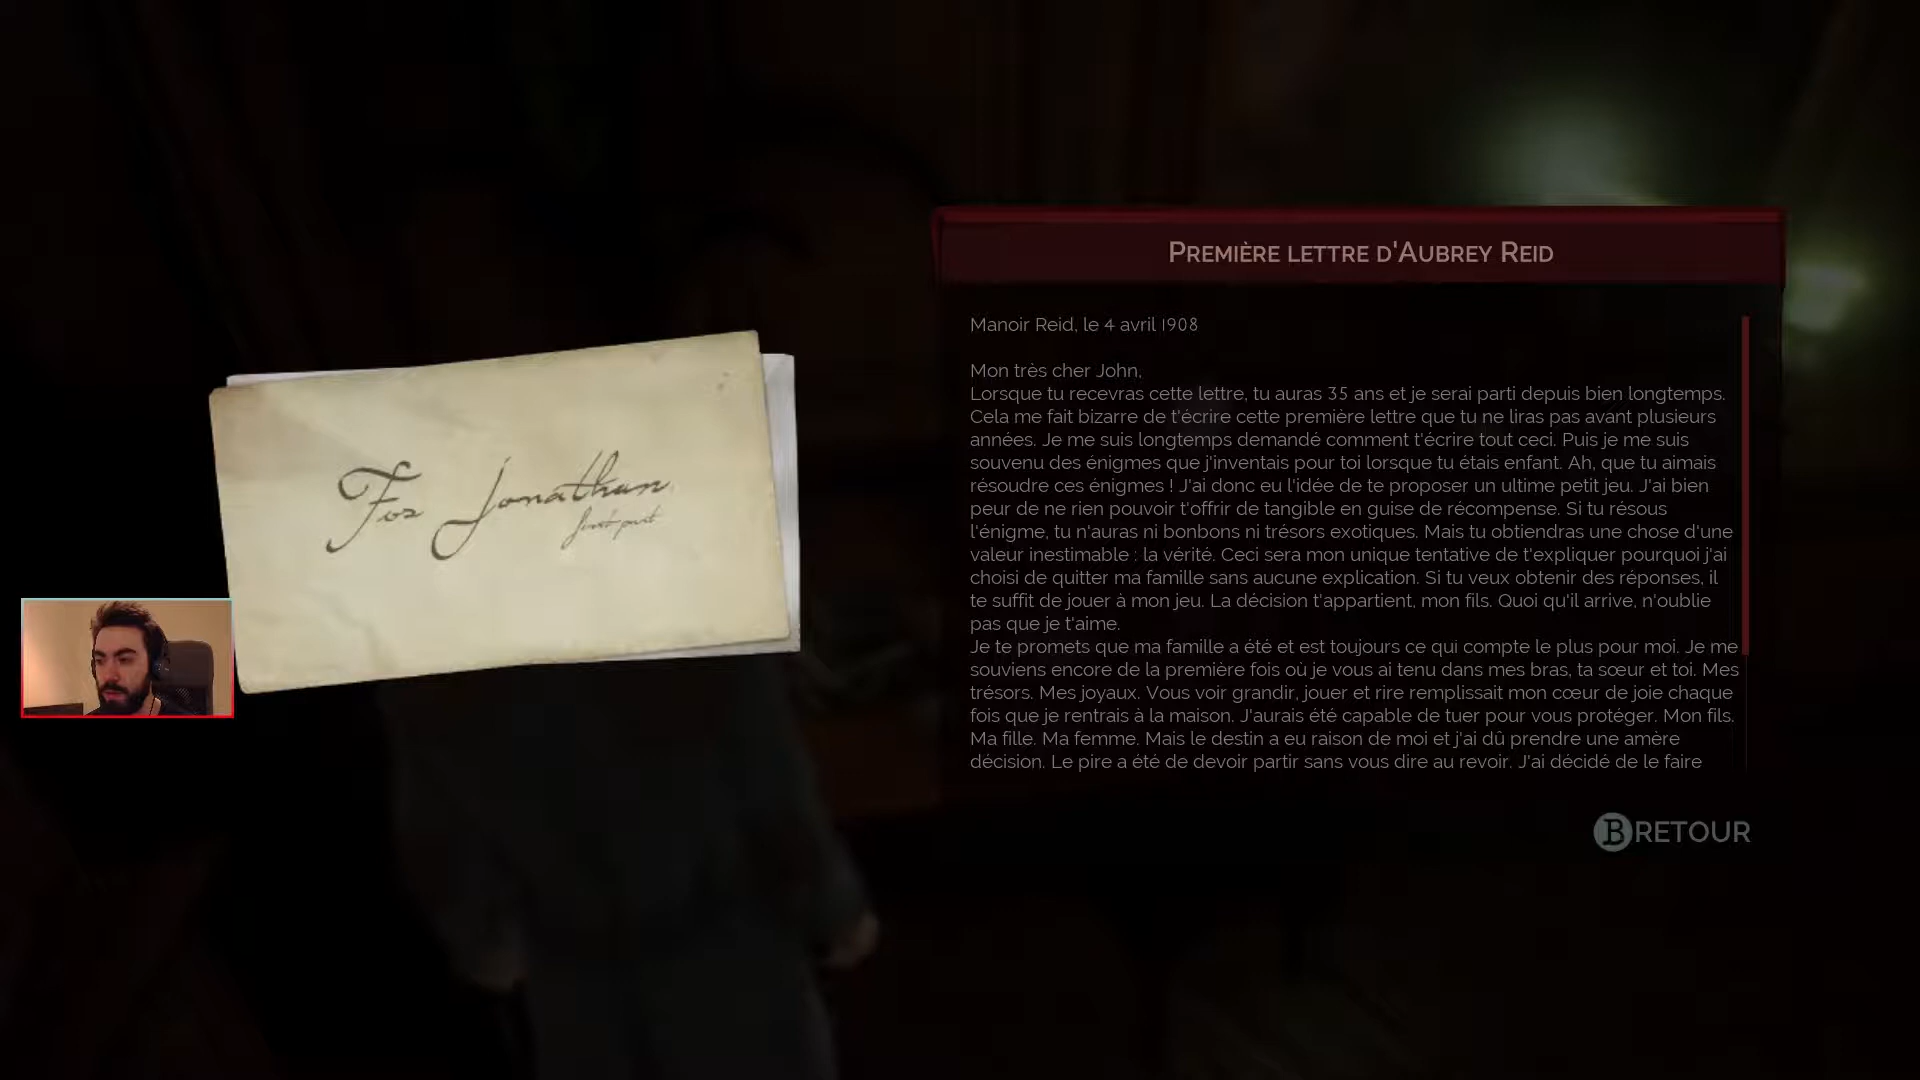 For Jonathan
first part
PREMIÈRE LETTRE D'AUBREY REID
Manoir Reid, le 4 avril 1908
Mon très cher John,
Lorsque tu recevras cette lettre, tu auras 35 ans et je serai parti depuis bien longtemps.
Cela me fait bizarre de t'écrire cette première lettre que tu ne liras pas avant plusieurs
années. Je me suis longtemps demandé comment t'écrire tout ceci. Puis je me suis
souvenu des énigmes que j'inventais pour toi lorsque tu étais enfant. Ah, que tu aimais
résoudre ces énigmes ! J'ai donc eu l'idée de te proposer un ultime petit jeu. J'ai bien
peur de ne rien pouvoir t'offrir de tangible en guise de récompense. Si tu résous
l'énigme, tu n'auras ni bonbons ni trésors exotiques. Mais tu obtiendras une chose d'une
valeur inestimable : la vérité. Ceci sera mon unique tentative de t'expliquer pourquoi j'ai
choisi de quitter ma famille sans aucune explication. Si tu veux obtenir des réponses, il
te suffit de jouer à mon jeu. La décision t'appartient, mon fils. Quoi qu'il arrive, n'oublie
pas que je t'aime.
Je te promets que ma famille a été et est toujours ce qui compte le plus pour moi. Je me
souviens encore de la première fois où je vous ai tenu dans mes bras, ta sœur et toi. Mes
trésors. Mes joyaux. Vous voir grandir, jouer et rire remplissait mon cœur de joie chaque
fois que je rentrais à la maison. J'aurais été capable de tuer pour vous protéger. Mon fils.
Ma fille. Ma femme. Mais le destin a eu raison de moi et j'ai dû prendre une amère
décision. Le pire a été de devoir partir sans vous dire au revoir. J'ai décidé de le faire
B RETOUR